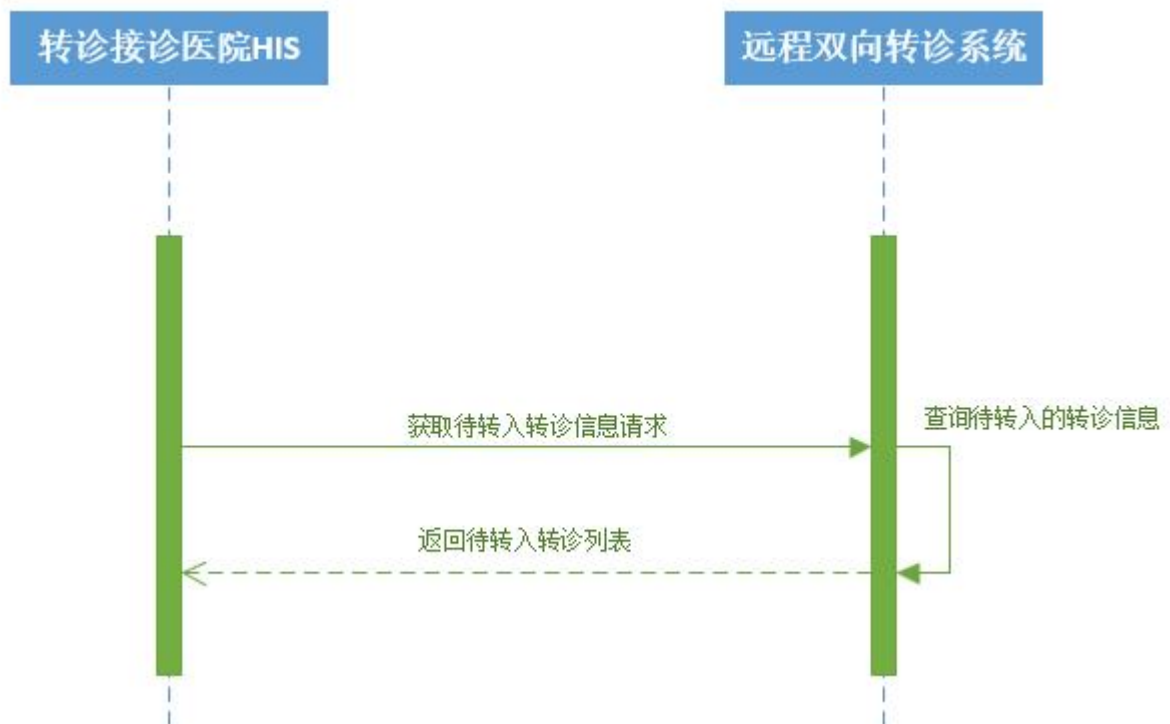 转诊接诊医院HIS
远程双向转诊系统
查询待转入的转诊信息
获取待转入转诊信息请求
返回待转入转诊列表